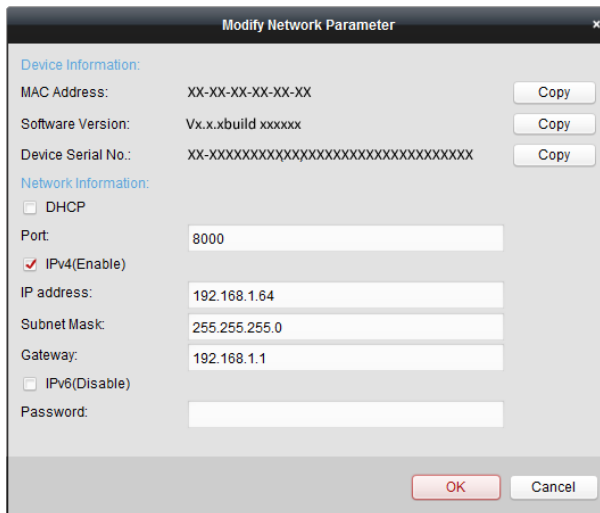 Modify Network Parameter ×
Device Information:
MAC Address: XX-XX-XX-XX-XX-XX Copy
Software Version: Vx.x.xbuild xxxxxx Copy
Device Serial No.: XX-XXXXXXXXXXXXXXXXXXXXXXXXXXXXXXXX Copy
Network Information:
DHCP
Port: 8000
IPv4(Enable)
IP address: 192.168.1.64
Subnet Mask: 255.255.255.0
Gateway: 192.168.1.1
IPv6(Disable)
Password:
OK Cancel